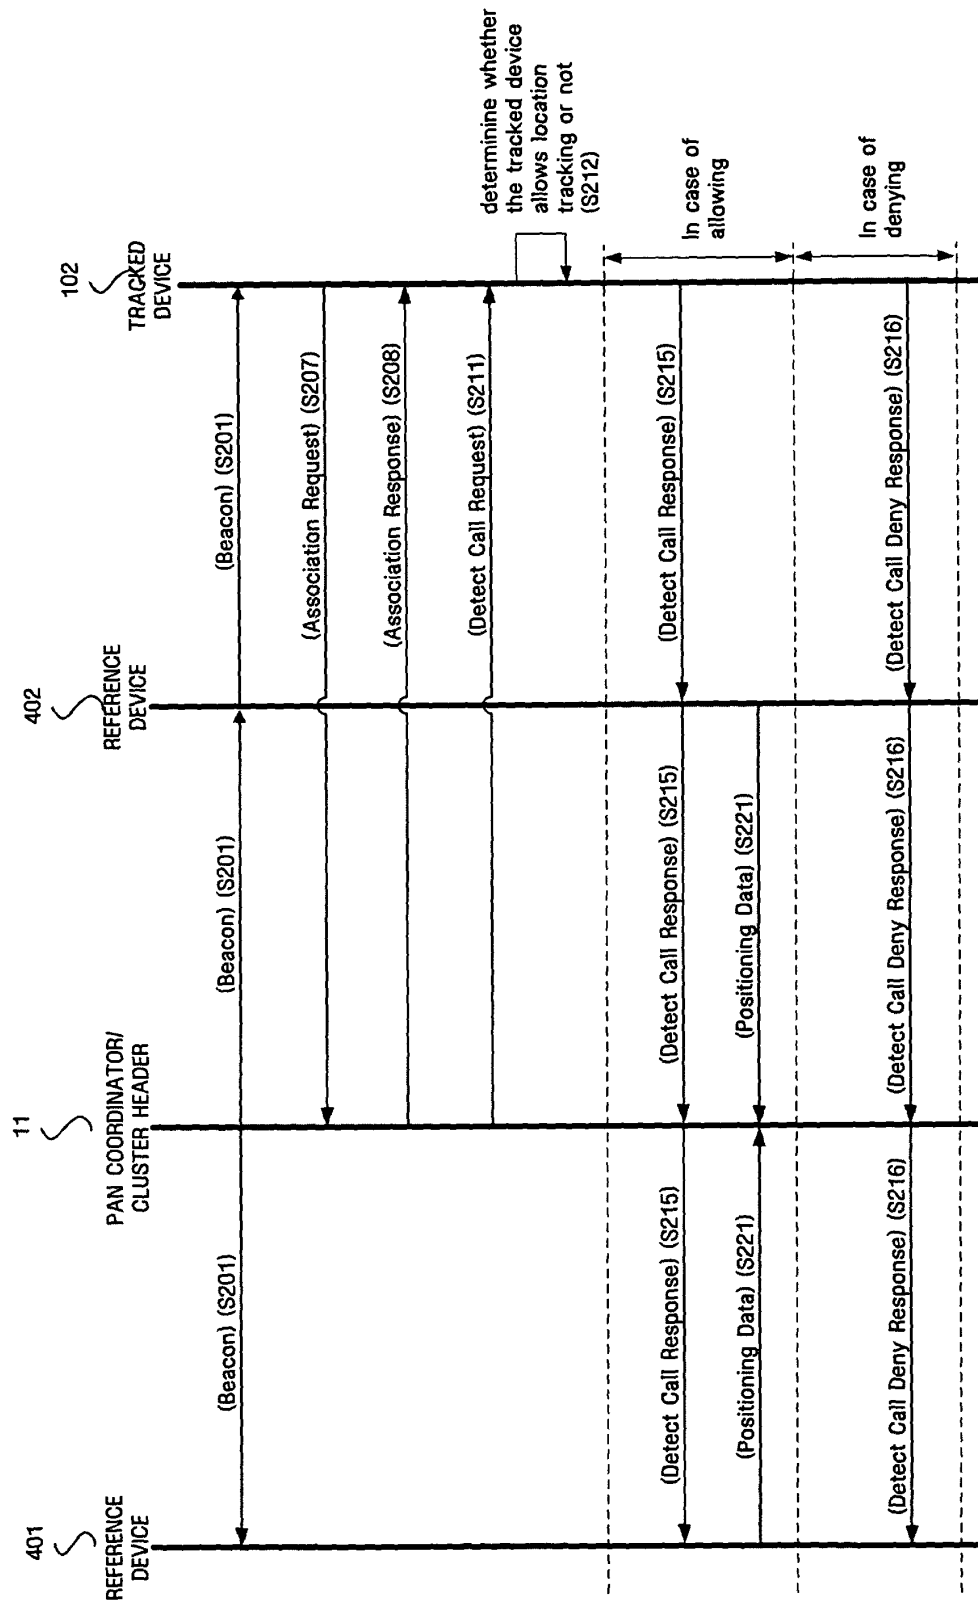 401
REFERENCE
DEVICE
11
PAN COORDINATOR/
CLUSTER HEADER
402
REFERENCE
DEVICE
102
TRACKED
DEVICE
(Beacon) (S201)
(Beacon) (S201)
(Beacon) (S201)
(Association Request) (S207)
(Association Response) (S208)
(Detect Call Request) (S211)
determinine whether
the tracked device
allows location
tracking or not
(S212)
(Detect Call Response) (S215)
(Detect Call Response) (S215)
(Detect Call Response) (S215)
In case of
allowing
(Positioning Data) (S221)
(Positioning Data) (S221)
(Detect Call Deny Response) (S216)
(Detect Call Deny Response) (S216)
(Detect Call Deny Response) (S216)
In case of
denying